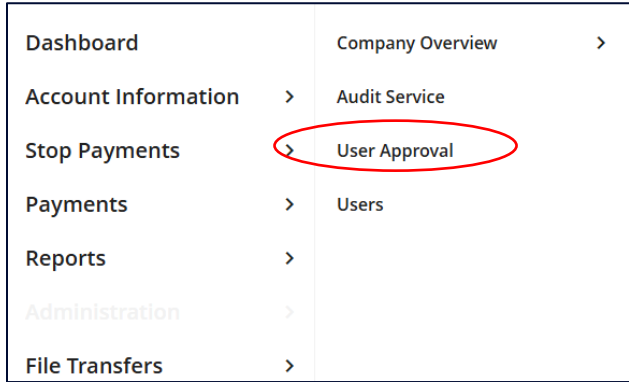 Dashboard
Account Information
Stop Payments
Payments
Reports
Administration
File Transfers
Company Overview
Audit Service
User Approval
Users